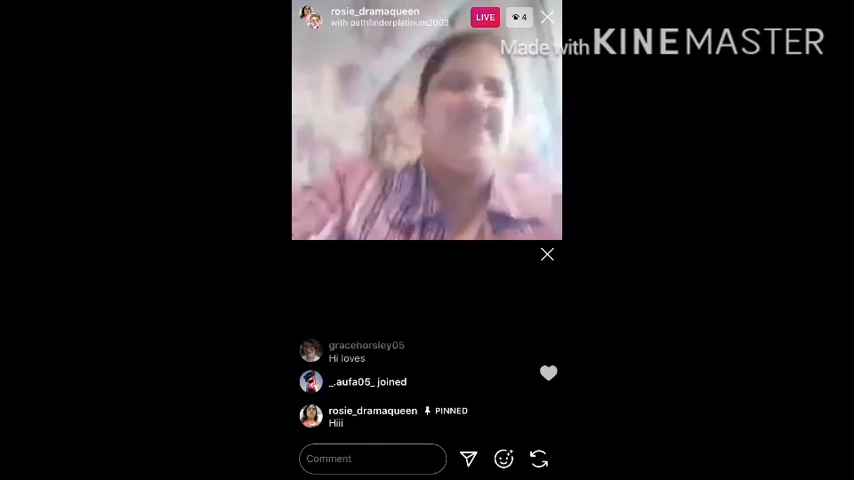 rosie_dramaqueen
with pathfinderplatinum2003
LIVE
4
Made with KINEMASTER
gracehorsley05
Hi loves
_.aufa05_ joined
rosie_dramaqueen PINNED
Hiii
Comment